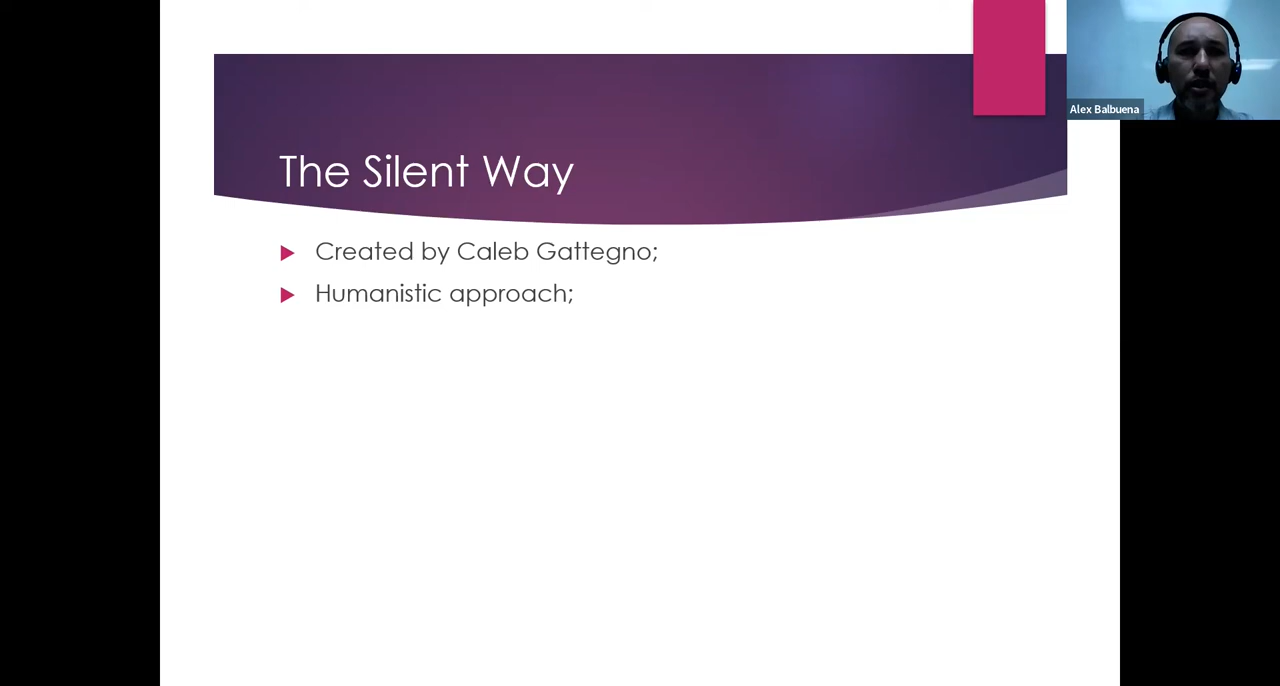 Alex Balbuena
The Silent Way
Created by Caleb Gattegno;
Humanistic approach;